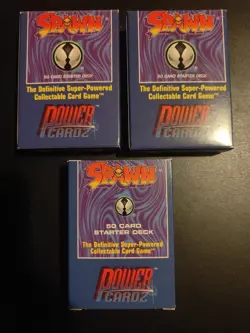 SPAWN
50 CARD STARTER DECK
The Definitive Super-Powered
Collectable Card Game™
POWER
CARDZ
SPAWN
50 CARD STARTER DECK
The Definitive Super-Powered
Collectable Card Game™
POWER
CARDZ
SPAWN
50 CARD
STARTER DECK
The Definitive Super-Powered
Collectable Card Game™
POWER
CARDZ